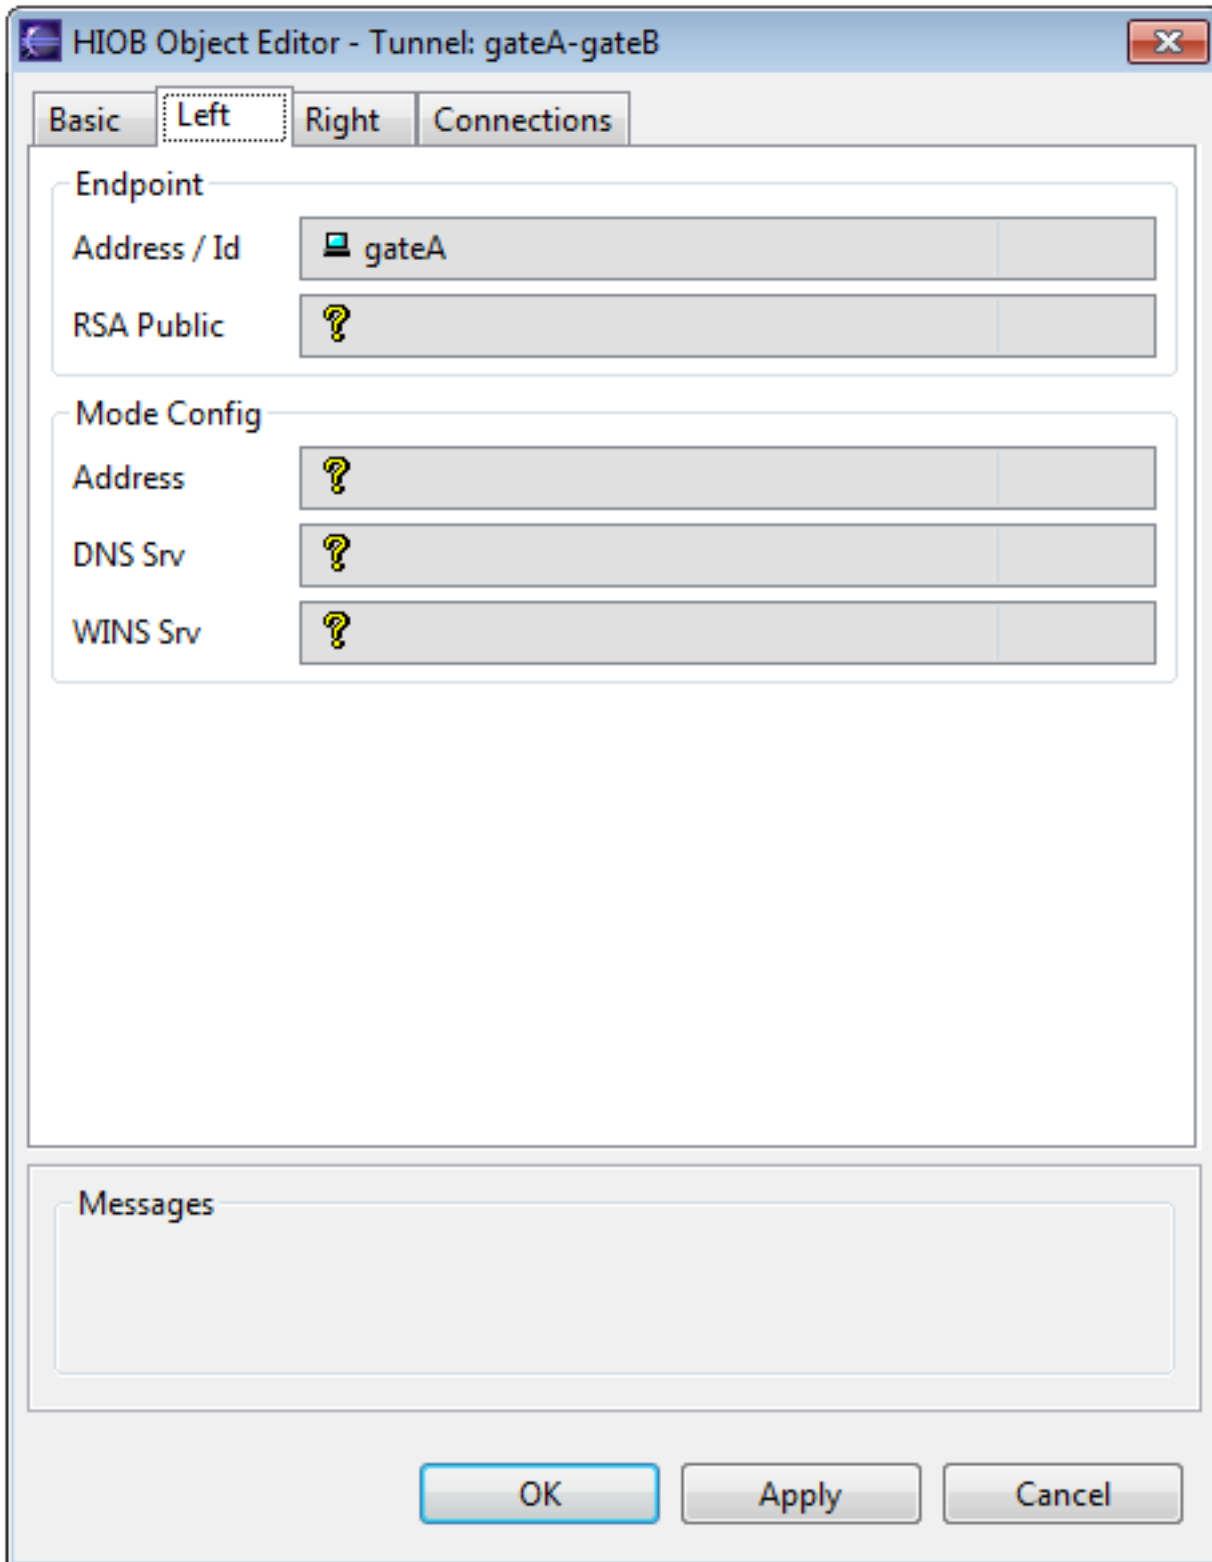 HIOB Object Editor - Tunnel: gateA-gateB
Basic Left Right Connections
Endpoint
Address / Id gateA
RSA Public
Mode Config
Address
DNS Srv
WINS Srv
Messages
OK Apply Cancel